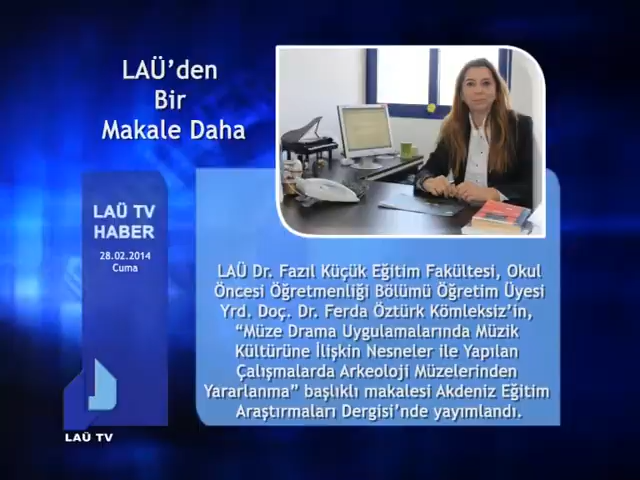 LAÜ’den
Bir
Makale Daha
LAÜ TV
HABER
28.02.2014
Cuma
LAÜ Dr. Fazıl Küçük Eğitim Fakültesi, Okul
Öncesi Öğretmenliği Bölümü Öğretim Üyesi
Yrd. Doç. Dr. Ferda Öztürk Kömleksiz’in,
“Müze Drama Uygulamalarında Müzik
Kültürüne İlişkin Nesneler ile Yapılan
Çalışmalarda Arkeoloji Müzelerinden
Yararlanma” başlıklı makalesi Akdeniz Eğitim
Araştırmaları Dergisi’nde yayımlandı.
LAÜ TV